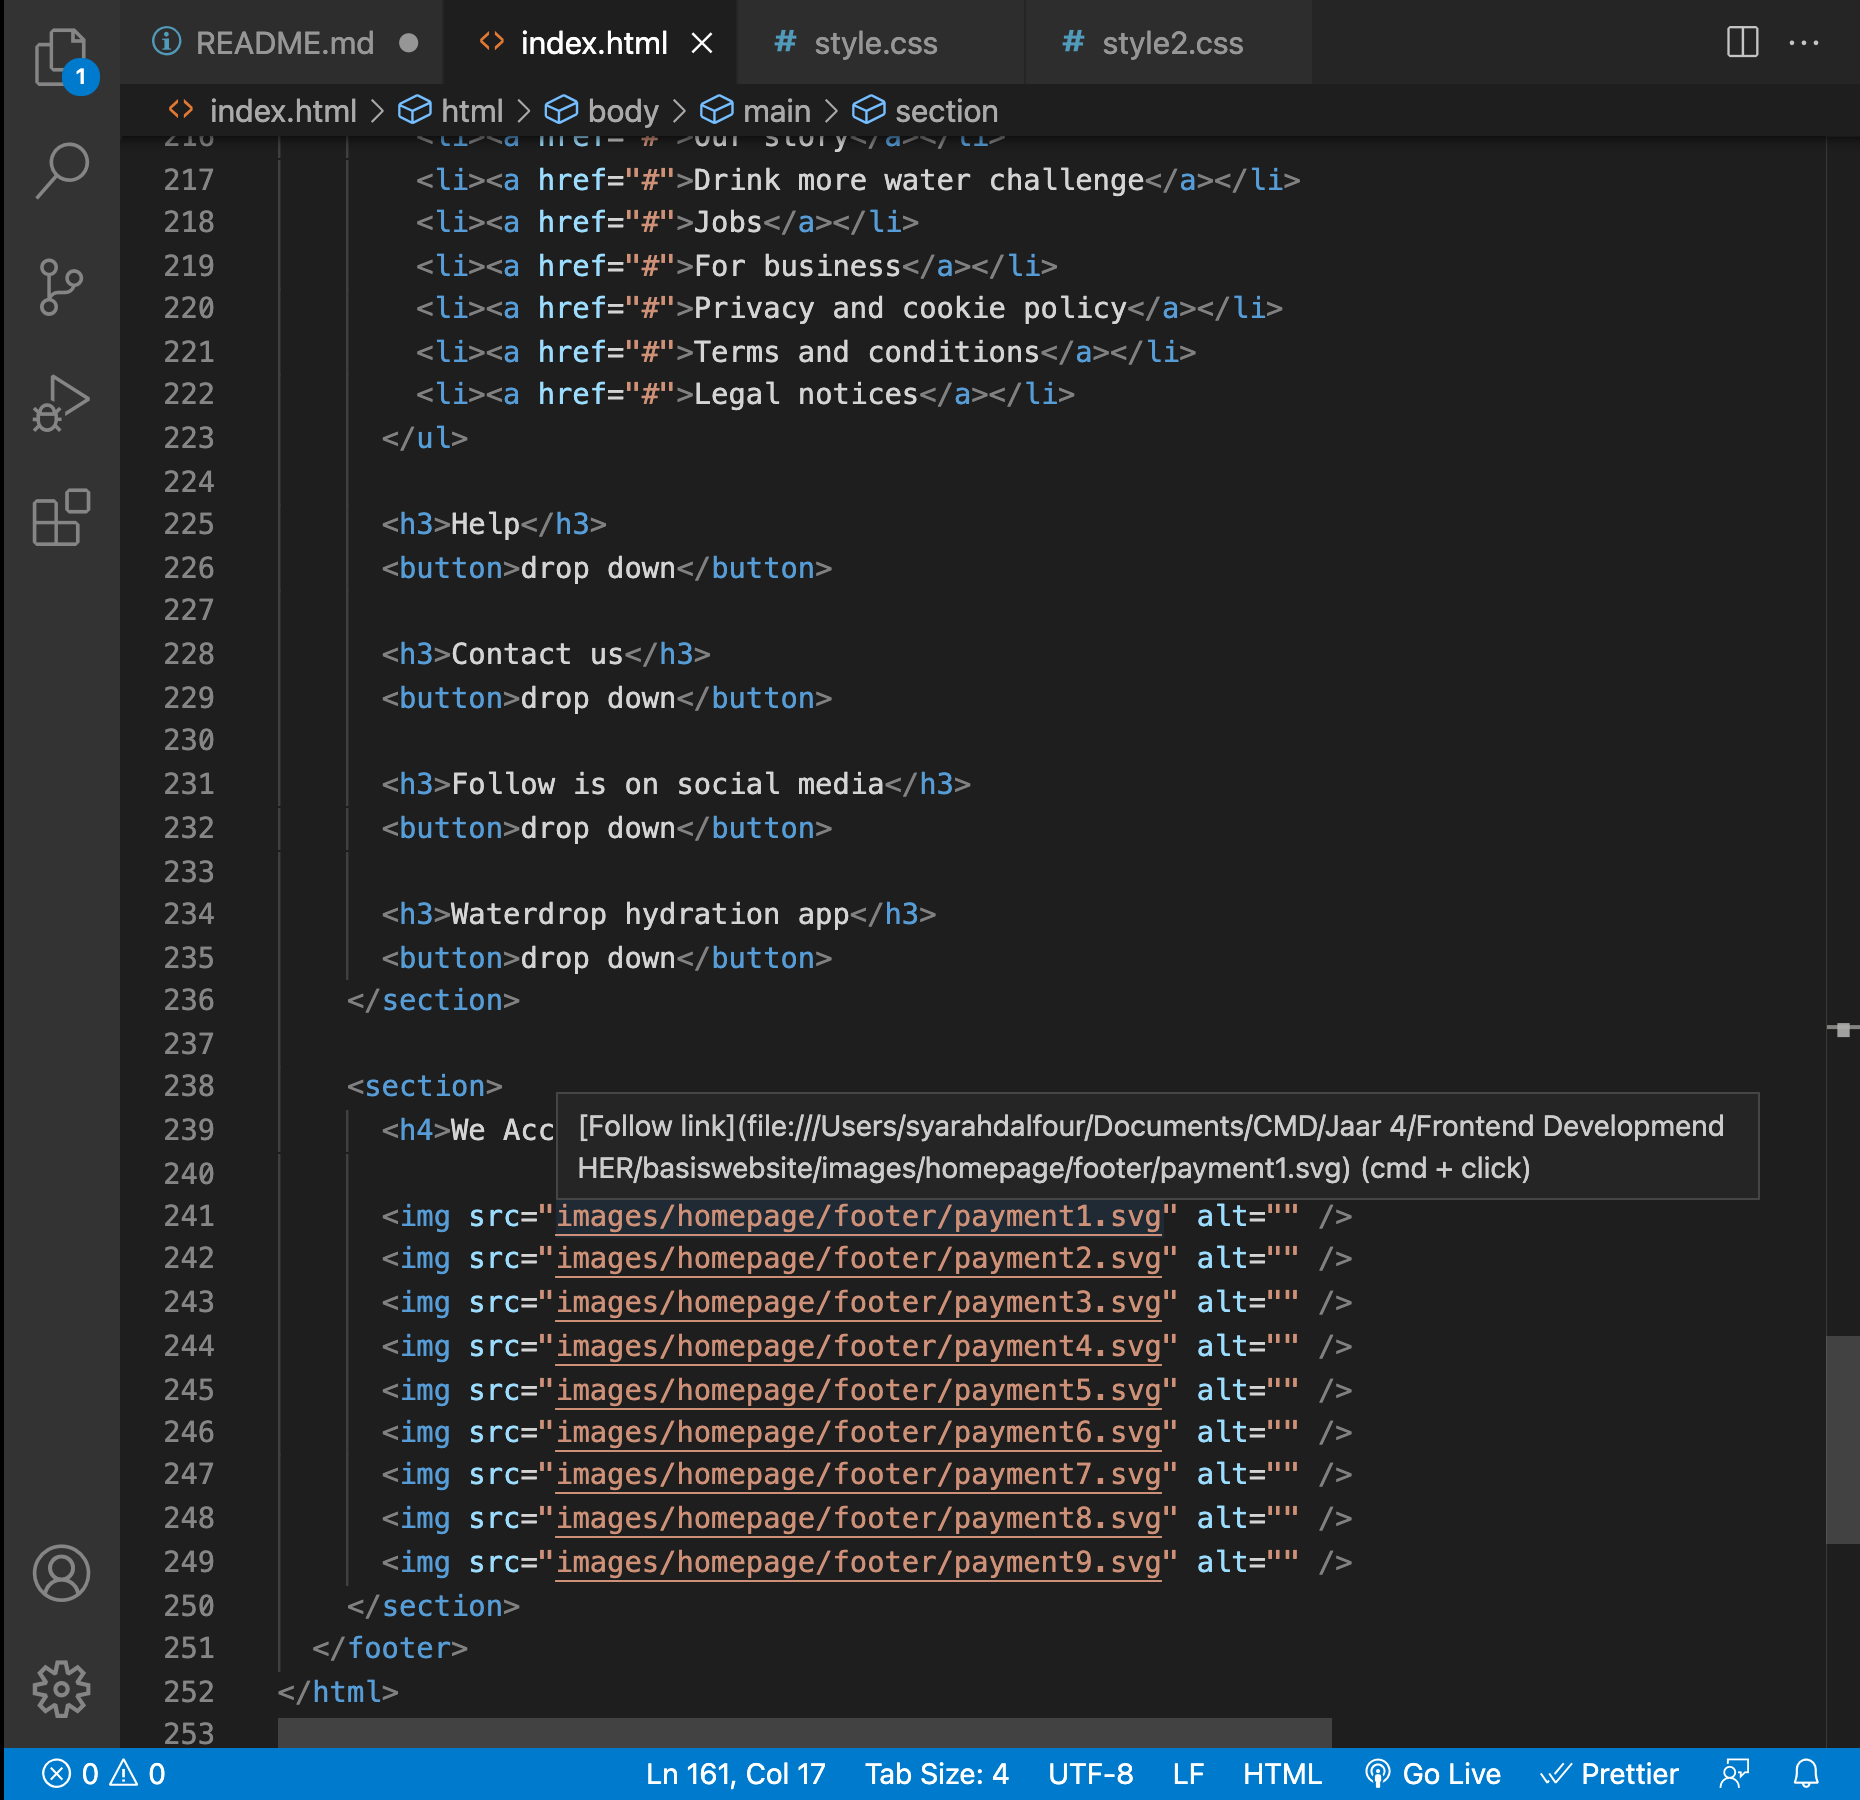 1
README.md
index.html
style.css
style2.css
index.html > html > body > main > section
216 <li><a href="#">Our story</a></li>
217 <li><a href="#">Drink more water challenge</a></li>
218 <li><a href="#">Jobs</a></li>
219 <li><a href="#">For business</a></li>
220 <li><a href="#">Privacy and cookie policy</a></li>
221 <li><a href="#">Terms and conditions</a></li>
222 <li><a href="#">Legal notices</a></li>
223 </ul>
224
225 <h3>Help</h3>
226 <button>drop down</button>
227
228 <h3>Contact us</h3>
229 <button>drop down</button>
230
231 <h3>Follow is on social media</h3>
232 <button>drop down</button>
233
234 <h3>Waterdrop hydration app</h3>
235 <button>drop down</button>
236 </section>
237
238 <section>
239 <h4>We Acc
[Follow link](file:///Users/syarahdalfour/Documents/CMD/Jaar 4/Frontend Developmend
HER/basiswebsite/images/homepage/footer/payment1.svg) (cmd + click)
240
241 <img src="images/homepage/footer/payment1.svg" alt="" />
242 <img src="images/homepage/footer/payment2.svg" alt="" />
243 <img src="images/homepage/footer/payment3.svg" alt="" />
244 <img src="images/homepage/footer/payment4.svg" alt="" />
245 <img src="images/homepage/footer/payment5.svg" alt="" />
246 <img src="images/homepage/footer/payment6.svg" alt="" />
247 <img src="images/homepage/footer/payment7.svg" alt="" />
248 <img src="images/homepage/footer/payment8.svg" alt="" />
249 <img src="images/homepage/footer/payment9.svg" alt="" />
250 </section>
251 </footer>
252 </html>
253
0 0 Ln 161, Col 17 Tab Size: 4 UTF-8 LF HTML Go Live Prettier